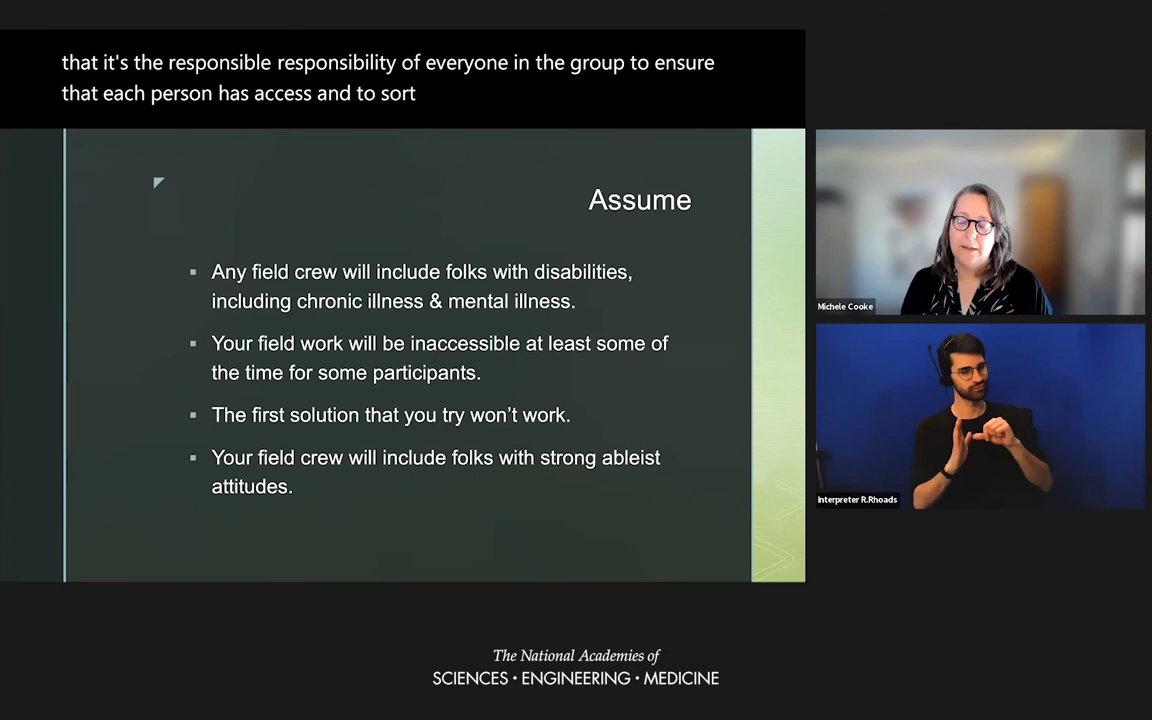 that it's the responsible responsibility of everyone in the group to ensure
that each person has access and to sort
Assume
▪ Any field crew will include folks with disabilities,
including chronic illness & mental illness.
▪ Your field work will be inaccessible at least some of
the time for some participants.
▪ The first solution that you try won't work.
▪ Your field crew will include folks with strong ableist
attitudes.
Michele Cooke
Interpreter R.Rhoads
The National Academies of
SCIENCES · ENGINEERING · MEDICINE